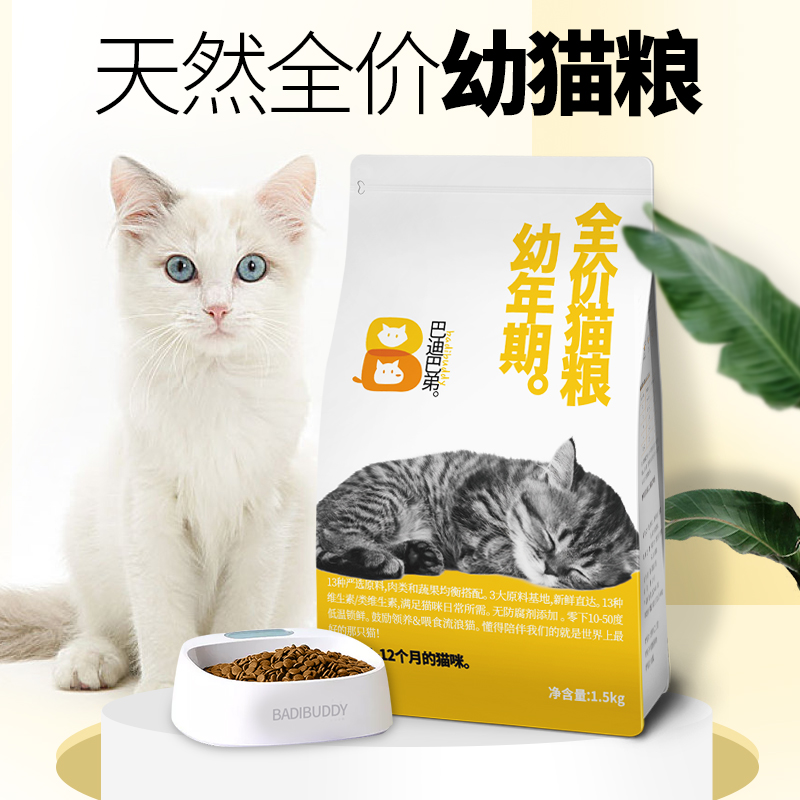 天然全价幼猫粮
全价猫粮
幼年期。
巴迪巴弟。
badibuddy
13种严选原料,肉类和蔬果均衡搭配。3大原料基地,新鲜直达。13种
维生素/类维生素,满足猫咪日常所需。无防腐剂添加。零下10-50度
低温锁鲜。鼓励领养&喂食流浪猫。懂得陪伴我们的就是世界上最
好的那只猫!
12个月的猫咪。
净含量:1.5kg
BADIBUDDY